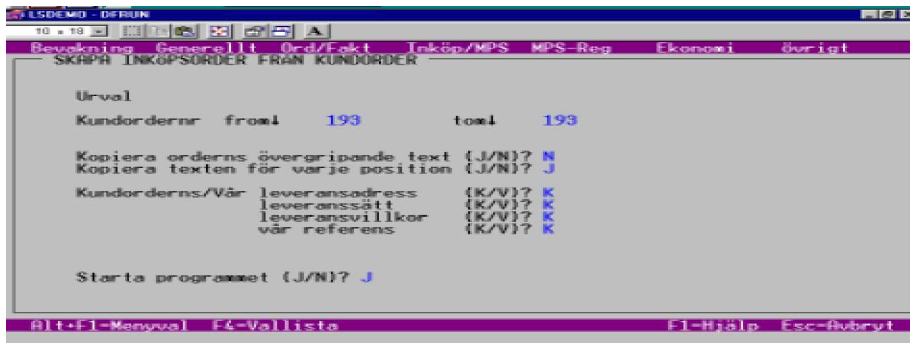 LSDEMO - DFRUN
10 x 18 A
Bevakning Generellt Ord/Fakt Inköp/MPS MPS-Reg Ekonomi övrigt
SKAPA INKöPSORDER FRÅN KUNDORDER
Urval
Kundordernr from↓ 193 tom↓ 193
Kopiera orderns övergripande text (J/N)? N
Kopiera texten för varje position (J/N)? J
Kundorderns/Vår leveransadress (K/V)? K
leveranssätt (K/V)? K
leveransvillkor (K/V)? K
vår referens (K/V)? K
Starta programmet (J/N)? J
Alt+F1-Menyval F4-Vallista F1-Hjälp Esc-Avbryt